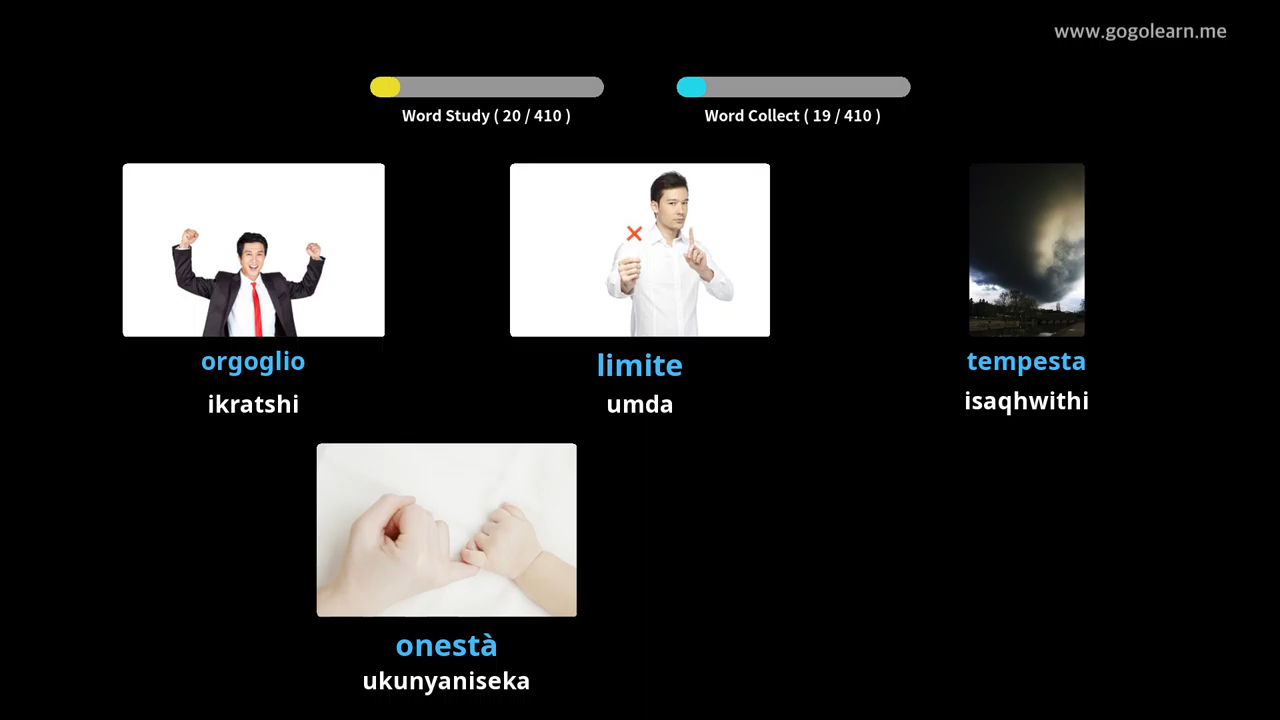 www.gogolearn.me
Word Study ( 20 / 410 )
Word Collect ( 19 / 410 )
orgoglio
ikratshi
limite
umda
tempesta
isaqhwithi
onestà
ukunyaniseka